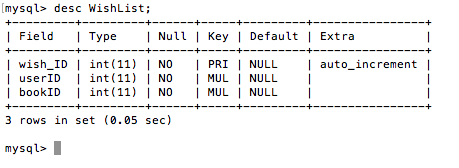 mysql> desc WishList;
+---------+---------+------+-----+---------+----------------+
| Field   | Type    | Null | Key | Default | Extra          |
+---------+---------+------+-----+---------+----------------+
| wish_ID | int(11) | NO   | PRI | NULL    | auto_increment |
| userID  | int(11) | NO   | MUL | NULL    |                |
| bookID  | int(11) | NO   | MUL | NULL    |                |
+---------+---------+------+-----+---------+----------------+
3 rows in set (0.05 sec)
mysql>